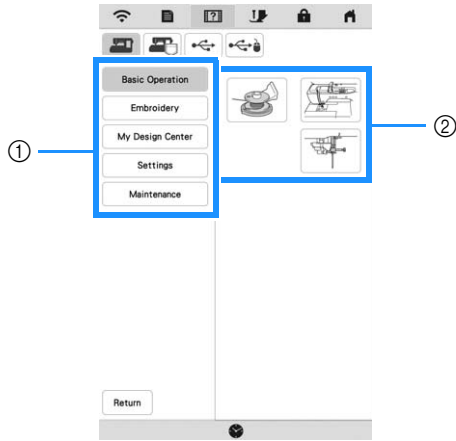 ?
Basic Operation
Embroidery
My Design Center
Settings
Maintenance
①
②
Return